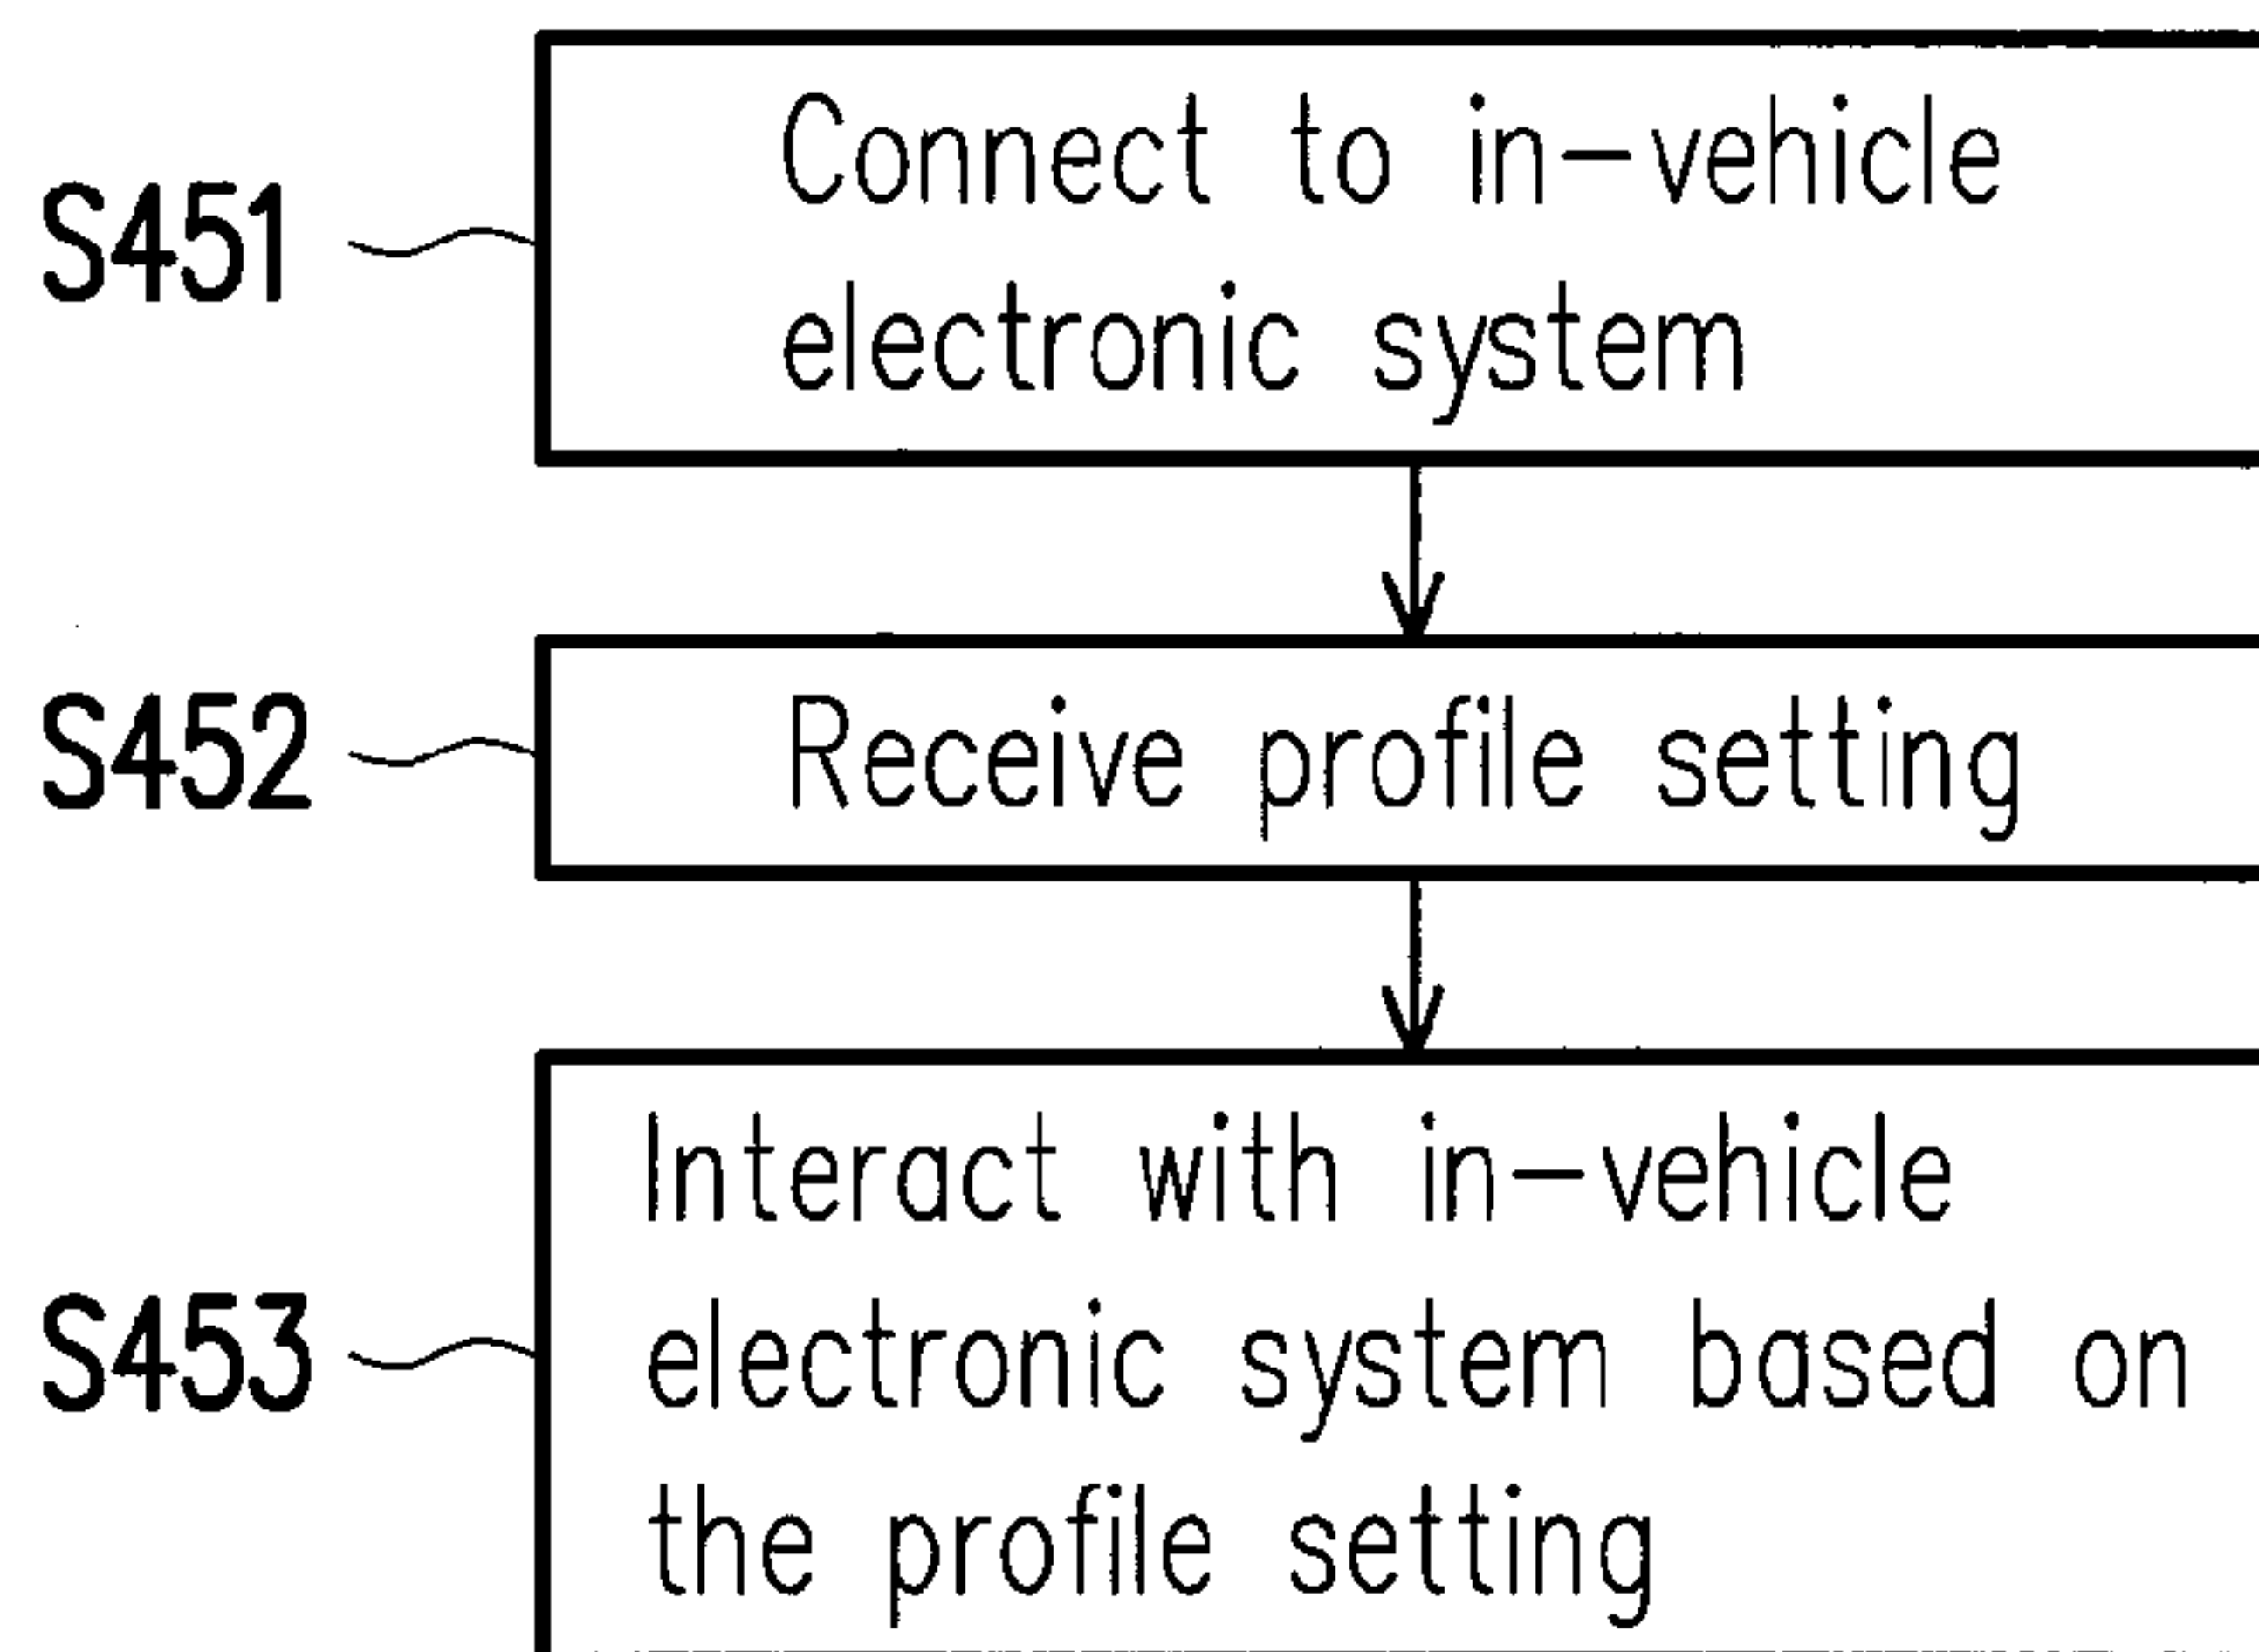 S451
Connect to in-vehicle
electronic system
S452
Receive profile setting
S453
Interact with in-vehicle
electronic system based on
the profile setting